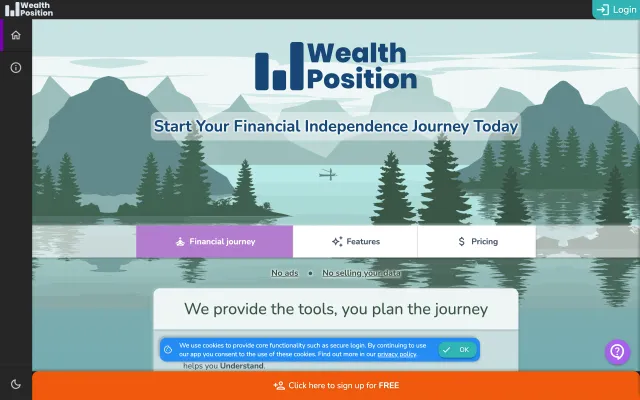 Wealth
Position
Login
Wealth
Position
Start Your Financial Independence Journey Today
Financial journey
Features
Pricing
No ads
No selling your data
We provide the tools, you plan the journey
We use cookies to provide core functionality such as secure login. By continuing to use
our app you consent to the use of these cookies. Find out more in our privacy policy.
OK
helps you Understand.
Click here to sign up for FREE